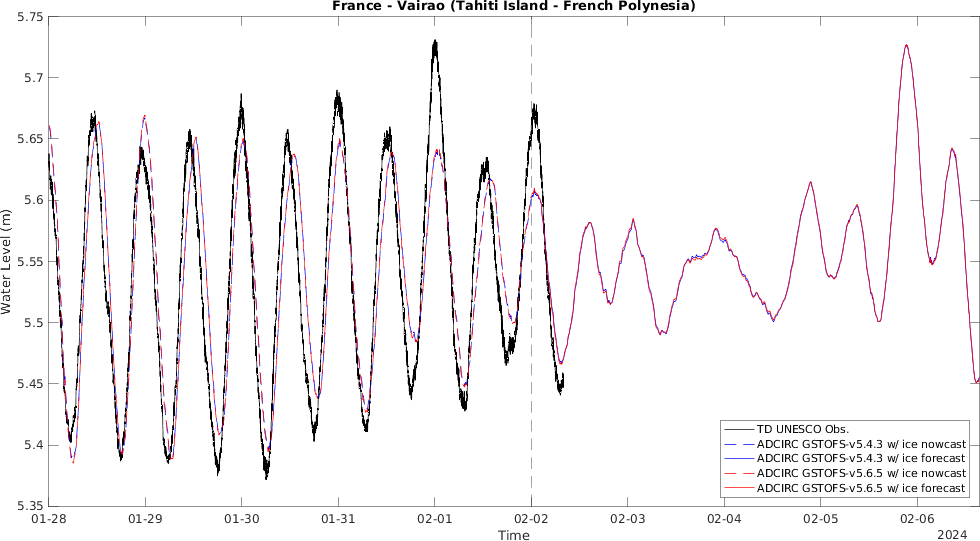 France - Vairao (Tahiti Island - French Polynesia)
Water Level (m)
5.75
5.7
5.65
5.6
5.55
5.5
5.45
5.4
5.35
01-28
01-29
01-30
01-31
02-01
02-02
02-03
02-04
02-05
02-06
Time
2024
TD UNESCO Obs.
ADCIRC GSTOFS-v5.4.3 w/ ice nowcast
ADCIRC GSTOFS-v5.4.3 w/ ice forecast
ADCIRC GSTOFS-v5.6.5 w/ ice nowcast
ADCIRC GSTOFS-v5.6.5 w/ ice forecast